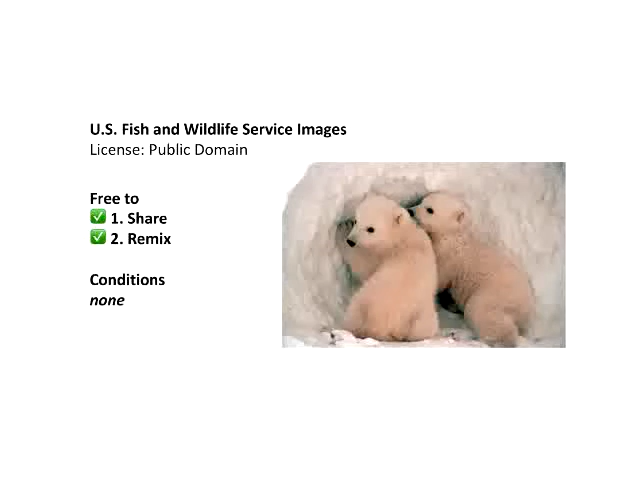 U.S. Fish and Wildlife Service Images
License: Public Domain
Free to
✅ 1. Share
✅ 2. Remix
Conditions
none